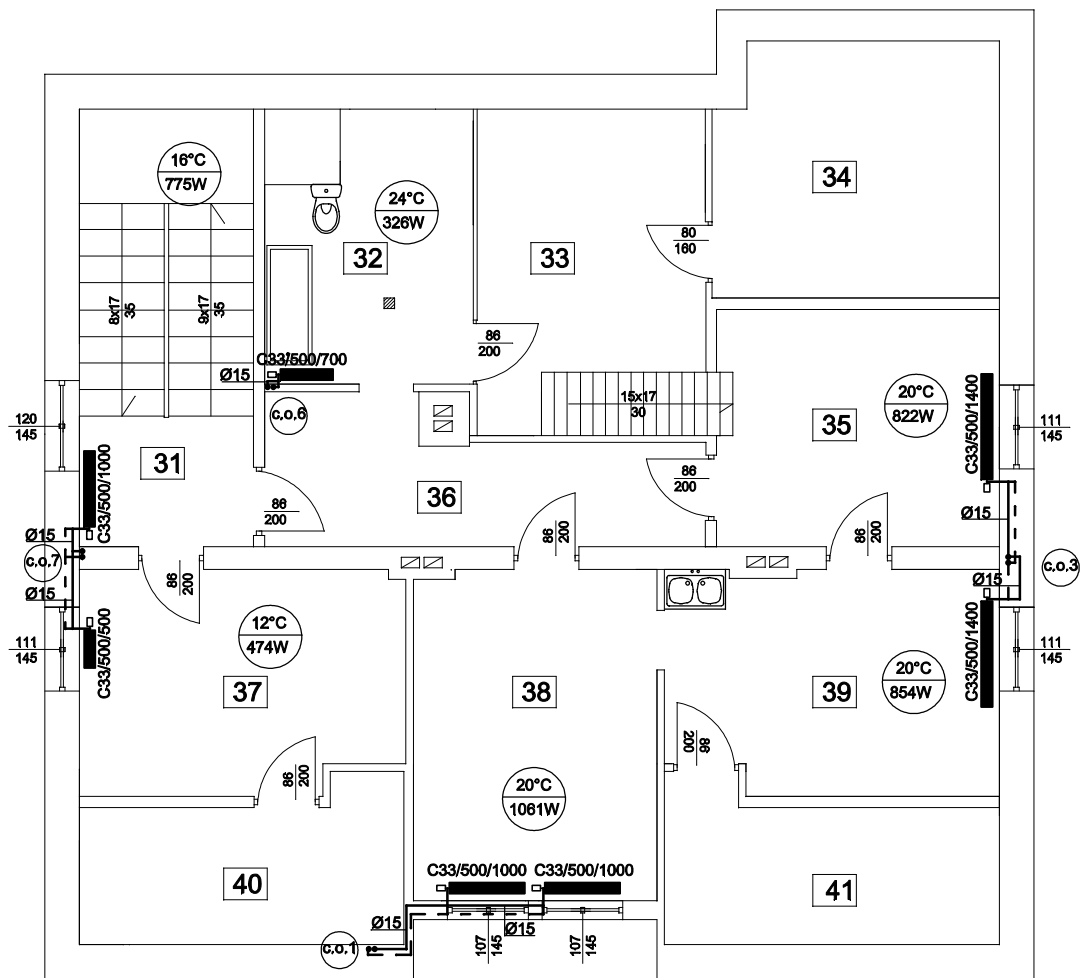 16°C
775W
24°C
326W
34
32
33
80
160
8x17
35
9x17
35
86
200
C33/500/700
Ø15
c.o.6
15x17
30
20°C
822W
C33/500/1400
111
145
35
120
145
31
C33/500/1000
36
86
200
86
200
86
200
86
200
Ø15
Ø15
c.o.7
Ø15
c.o.3
Ø15
86
200
12°C
474W
111
145
C33/500/500
37
38
39
20°C
854W
C33/500/1400
111
145
86
200
86
200
20°C
1061W
C33/500/1000
C33/500/1000
40
41
Ø15
Ø15
c.o.1
107
145
107
145